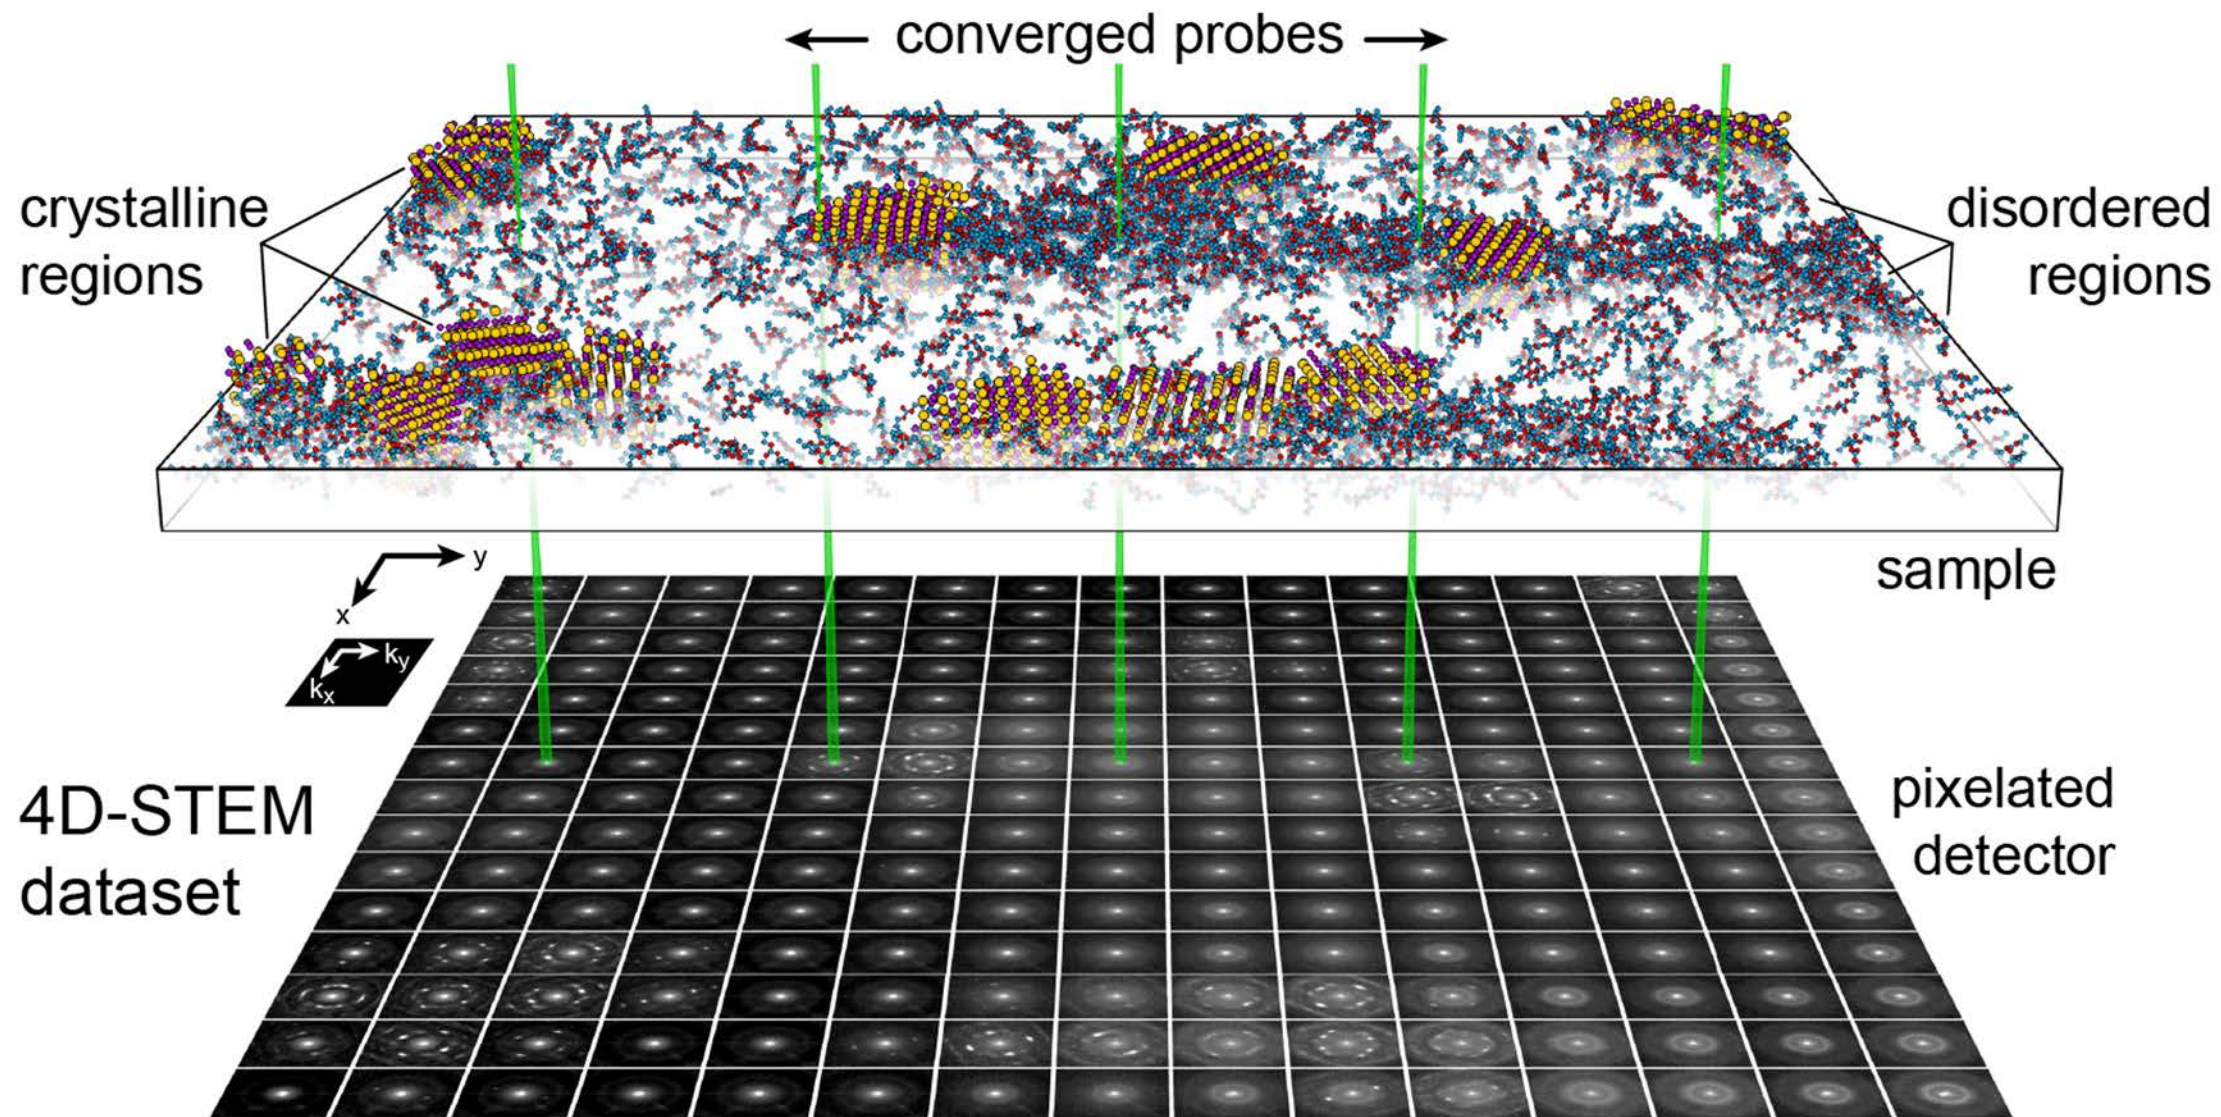 converged probes
crystalline
regions
disordered
regions
sample
y
x
ky
kx
4D-STEM
dataset
pixelated
detector